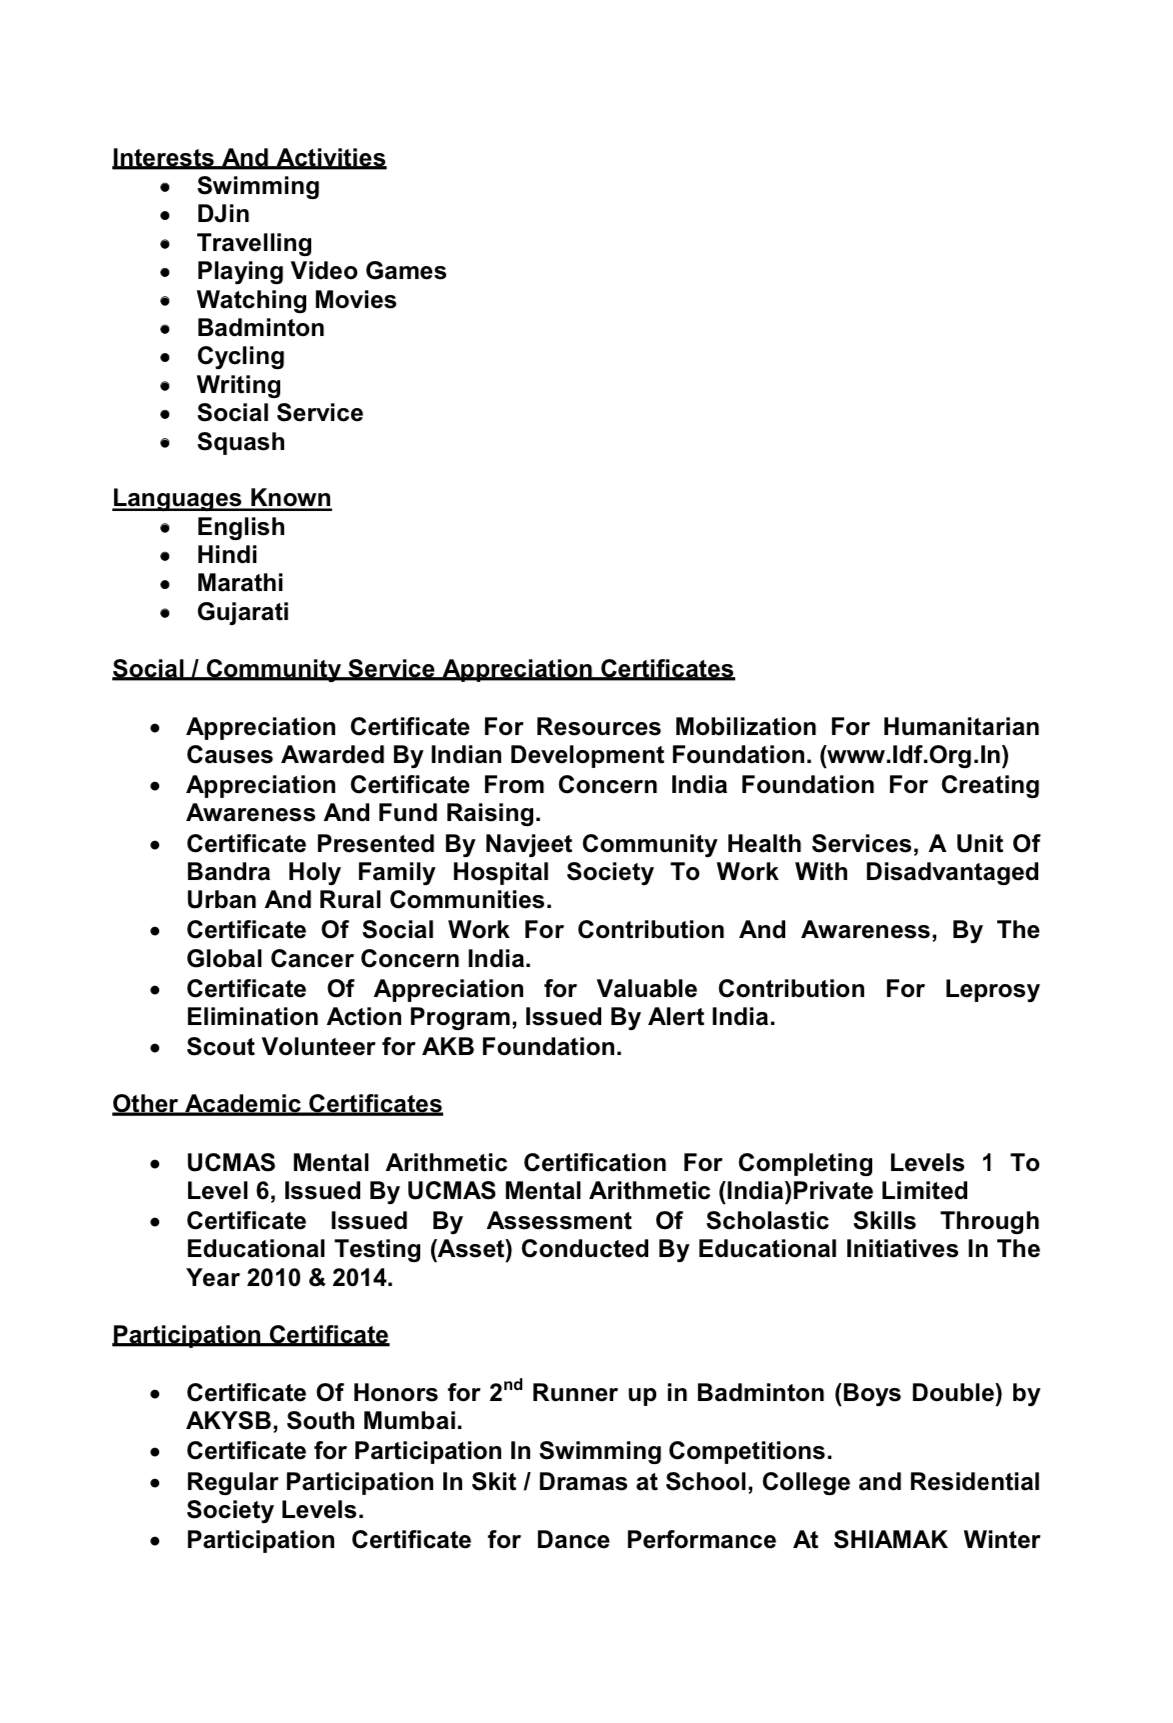 Interests And Activities
• Swimming
• DJin
• Travelling
• Playing Video Games
• Watching Movies
• Badminton
• Cycling
• Writing
• Social Service
• Squash
Languages Known
• English
• Hindi
• Marathi
• Gujarati
Social / Community Service Appreciation Certificates
• Appreciation Certificate For Resources Mobilization For Humanitarian
Causes Awarded By Indian Development Foundation. (www.Idf.Org.In)
• Appreciation Certificate From Concern India Foundation For Creating
Awareness And Fund Raising.
• Certificate Presented By Navjeet Community Health Services, A Unit Of
Bandra Holy Family Hospital Society To Work With Disadvantaged
Urban And Rural Communities.
• Certificate Of Social Work For Contribution And Awareness, By The
Global Cancer Concern India.
• Certificate Of Appreciation for Valuable Contribution For Leprosy
Elimination Action Program, Issued By Alert India.
• Scout Volunteer for AKB Foundation.
Other Academic Certificates
• UCMAS Mental Arithmetic Certification For Completing Levels 1 To
Level 6, Issued By UCMAS Mental Arithmetic (India)Private Limited
• Certificate Issued By Assessment Of Scholastic Skills Through
Educational Testing (Asset) Conducted By Educational Initiatives In The
Year 2010 & 2014.
Participation Certificate
• Certificate Of Honors for 2nd Runner up in Badminton (Boys Double) by
AKYSB, South Mumbai.
• Certificate for Participation In Swimming Competitions.
• Regular Participation In Skit / Dramas at School, College and Residential
Society Levels.
• Participation Certificate for Dance Performance At SHIAMAK Winter